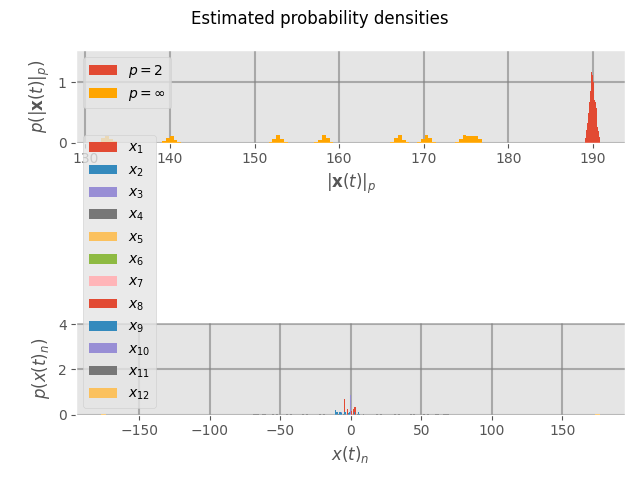 Estimated probability densities
p(|𝐱(t)|ₚ)
1
0
p = 2
p = ∞
130 140 150 160 170 180 190
|𝐱(t)|ₚ
x₁
x₂
x₃
x₄
x₅
x₆
x₇
x₈
x₉
x₁₀
x₁₁
x₁₂
p(x(t)ₙ)
4
2
0
−150 −100 −50 0 50 100 150
x(t)ₙ